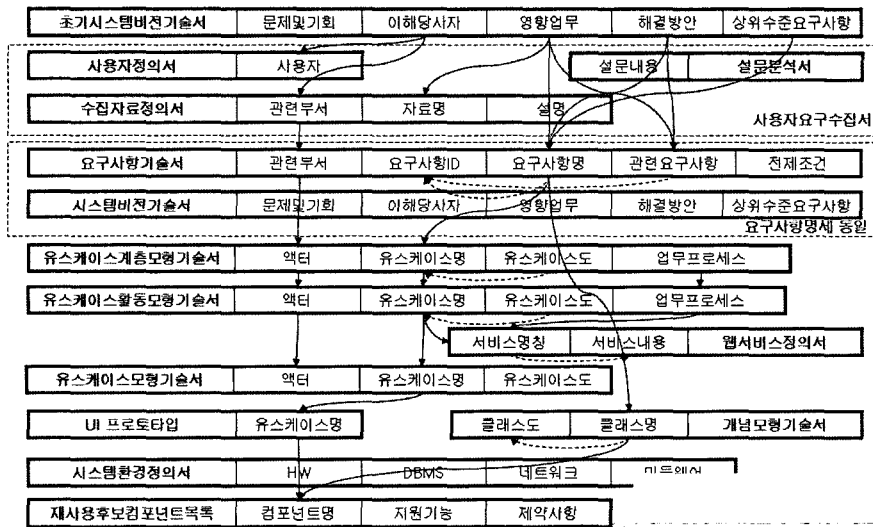 초기시스템비전기술서 문제및기회 이해당사자 영향업무 해결방안 상위수준요구사항
사용자정의서 사용자 설문내용 설문분석서
수집자료정의서 관련부서 자료명 설명
사용자요구수집서
요구사항기술서 관련부서 요구사항ID 요구사항명 관련요구사항 전제조건
시스템비전기술서 문제및기회 이해당사자 영향업무 해결방안 상위수준요구사항
요구사항명세 동일
유스케이스계층모형기술서 액터 유스케이스명 유스케이스도 업무프로세스
유스케이스활동모형기술서 액터 유스케이스명 유스케이스도 업무프로세스
서비스명칭 서비스내용 웹서비스정의서
유스케이스모형기술서 액터 유스케이스명 유스케이스도
UI 프로토타입 유스케이스명 클래스도 클래스명 개념모형기술서
시스템환경정의서 HW DBMS 네트워크
재사용후보컴포넌트목록 컴포넌트명 지원기능 제약사항